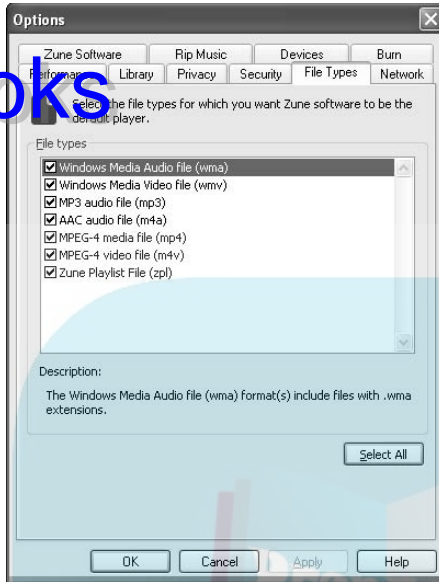 Options
Zune Software Rip Music Devices Burn
Performance Library Privacy Security File Types Network
oks
Select the file types for which you want Zune software to be the
default player.
File types
Windows Media Audio file (wma)
Windows Media Video file (wmv)
MP3 audio file (mp3)
AAC audio file (m4a)
MPEG-4 media file (mp4)
MPEG-4 video file (m4v)
Zune Playlist File (zpl)
Description:
The Windows Media Audio file (wma) format(s) include files with .wma
extensions.
Select All
OK Cancel Apply Help